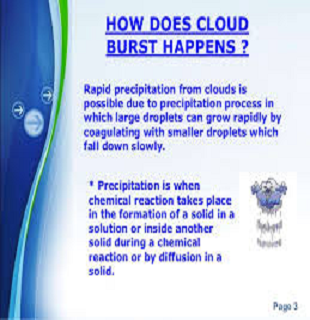 HOW DOES CLOUD
BURST HAPPENS ?
Rapid precipitation from clouds is
possible due to precipitation process in
which large droplets can grow rapidly by
coagulating with smaller droplets which
fall down slowly.
* Precipitation is when
chemical reaction takes place
in the formation of a solid in a
solution or inside another
solid during a chemical
reaction or by diffusion in a
solid.
Page 3